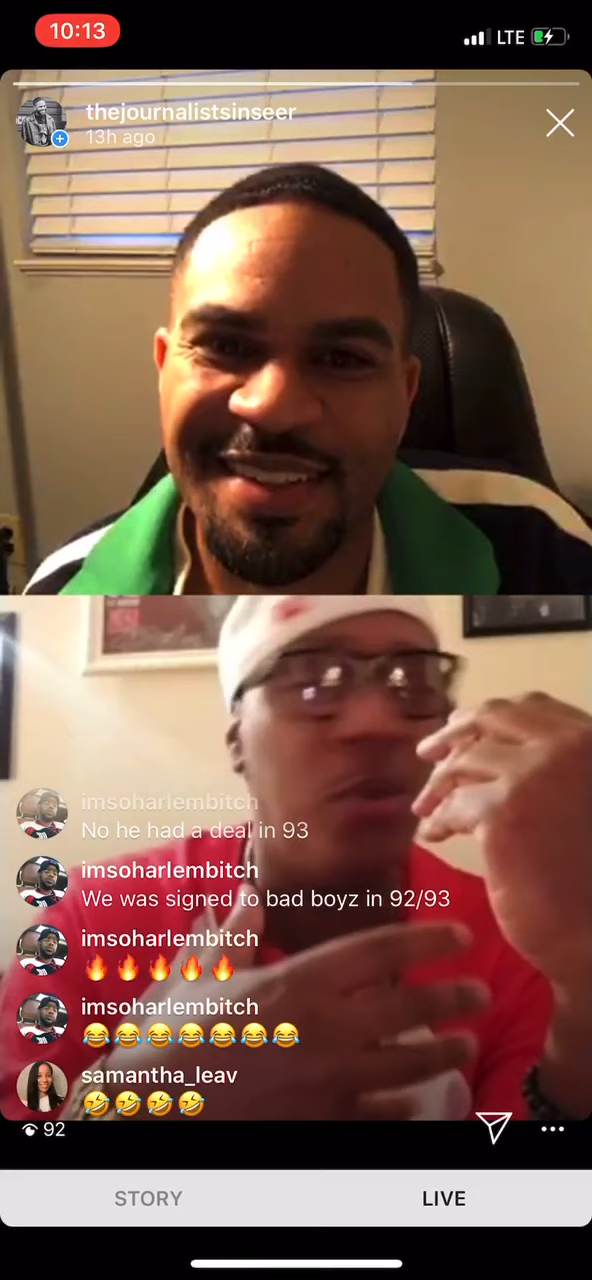 10:13
LTE
thejournalistsinseer
13h ago
imsoharlembitch
No he had a deal in 93
imsoharlembitch
We was signed to bad boyz in 92/93
imsoharlembitch
🔥🔥🔥🔥🔥
imsoharlembitch
😂😂😂😂😂😂😂
samantha_leav
🤣🤣🤣🤣
92
STORY
LIVE